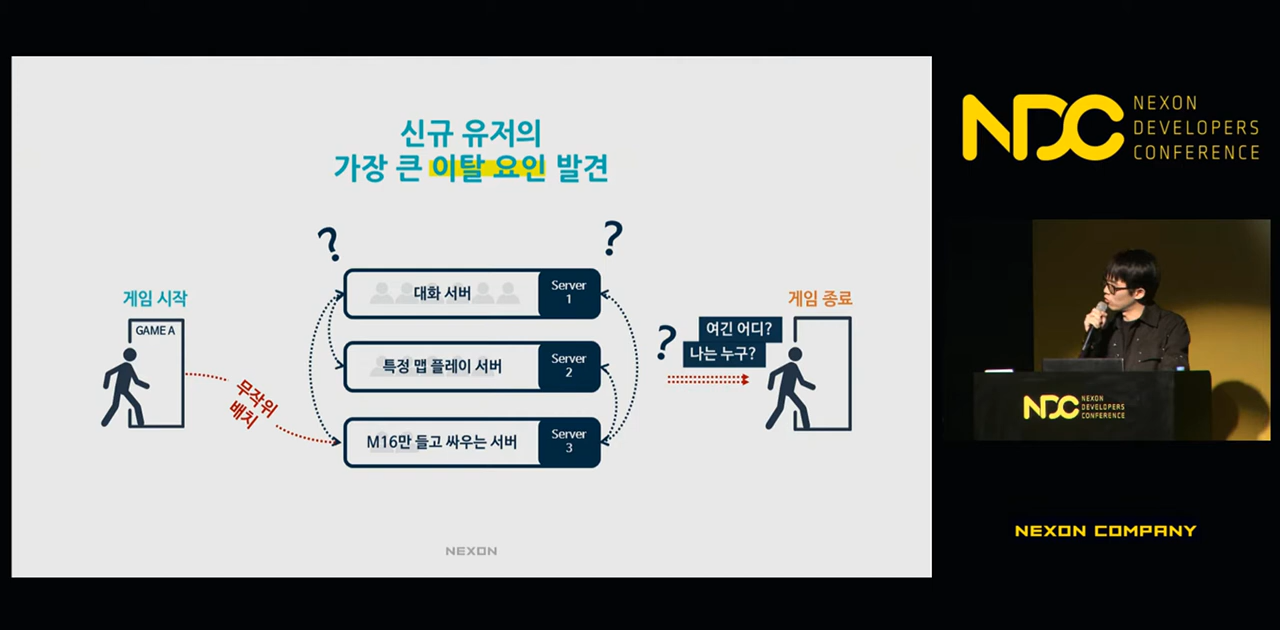 신규 유저의
가장 큰 이탈 요인 발견
?
?
게임 시작
GAME A
무작위
배치
대화 서버
Server
1
특정 맵 플레이 서버
Server
2
M16만 들고 싸우는 서버
Server
3
?
여긴 어디?
나는 누구?
게임 종료
NEXON
NDC
NEXON
DEVELOPERS
CONFERENCE
NDC
NEXON
DEVELOPERS
CONFERENCE
NEXON COMPANY